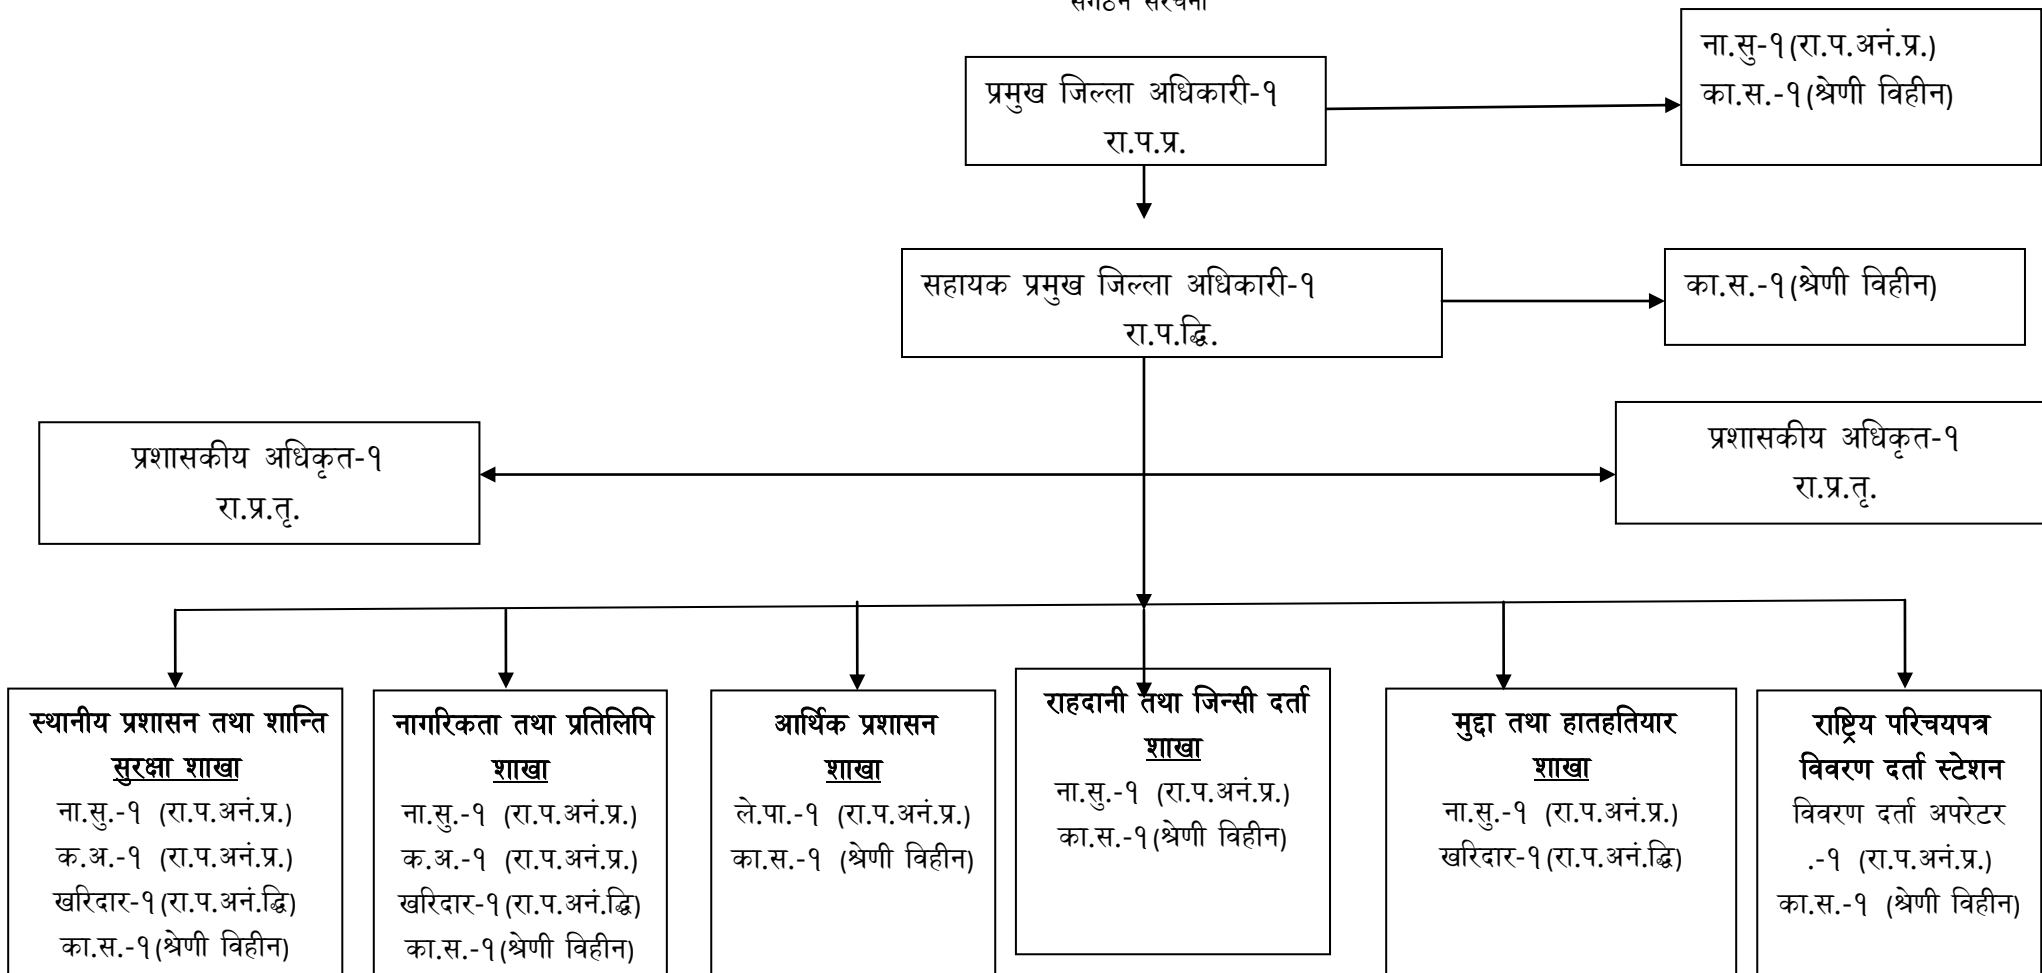 संगठन संरचना
प्रमुख जिल्ला अधिकारी-१
रा.प.प्र.
ना.सु-१(रा.प.अनं.प्र.)
का.स.-१(श्रेणी विहीन)
सहायक प्रमुख जिल्ला अधिकारी-१
रा.प.द्धि.
का.स.-१(श्रेणी विहीन)
प्रशासकीय अधिकृत-१
रा.प्र.तृ.
प्रशासकीय अधिकृत-१
रा.प्र.तृ.
स्थानीय प्रशासन तथा शान्ति
सुरक्षा शाखा
ना.सु.-१ (रा.प.अनं.प्र.)
क.अ.-१ (रा.प.अनं.प्र.)
खरिदार-१(रा.प.अनं.द्धि)
का.स.-१(श्रेणी विहीन)
नागरिकता तथा प्रतिलिपि
शाखा
ना.सु.-१ (रा.प.अनं.प्र.)
क.अ.-१ (रा.प.अनं.प्र.)
खरिदार-१(रा.प.अनं.द्धि)
का.स.-१(श्रेणी विहीन)
आर्थिक प्रशासन
शाखा
ले.पा.-१ (रा.प.अनं.प्र.)
का.स.-१ (श्रेणी विहीन)
राहदानी तथा जिन्सी दर्ता
शाखा
ना.सु.-१ (रा.प.अनं.प्र.)
का.स.-१(श्रेणी विहीन)
मुद्दा तथा हातहतियार
शाखा
ना.सु.-१ (रा.प.अनं.प्र.)
खरिदार-१(रा.प.अनं.द्धि)
राष्ट्रिय परिचयपत्र
विवरण दर्ता स्टेशन
विवरण दर्ता अपरेटर
.-१ (रा.प.अनं.प्र.)
का.स.-१ (श्रेणी विहीन)